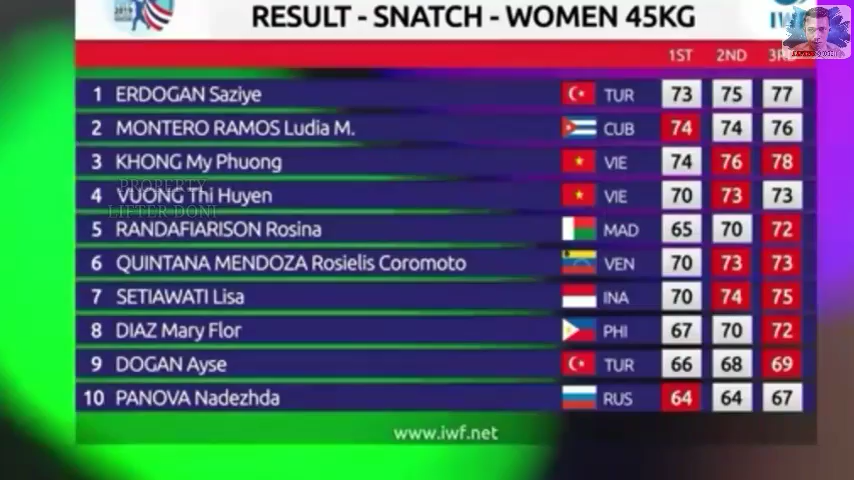 2019
RESULT - SNATCH - WOMEN 45KG
1ST 2ND 3RD
1 ERDOGAN Saziye TUR 73 75 77
2 MONTERO RAMOS Ludia M. CUB 74 74 76
3 KHONG My Phuong VIE 74 76 78
4 VUONG Thi Huyen VIE 70 73 73
5 RANDAFIARISON Rosina MAD 65 70 72
6 QUINTANA MENDOZA Rosielis Coromoto VEN 70 73 73
7 SETIAWATI Lisa INA 70 74 75
8 DIAZ Mary Flor PHI 67 70 72
9 DOGAN Ayse TUR 66 68 69
10 PANOVA Nadezhda RUS 64 64 67
www.iwf.net
PROPERTY
LIFTER DONI